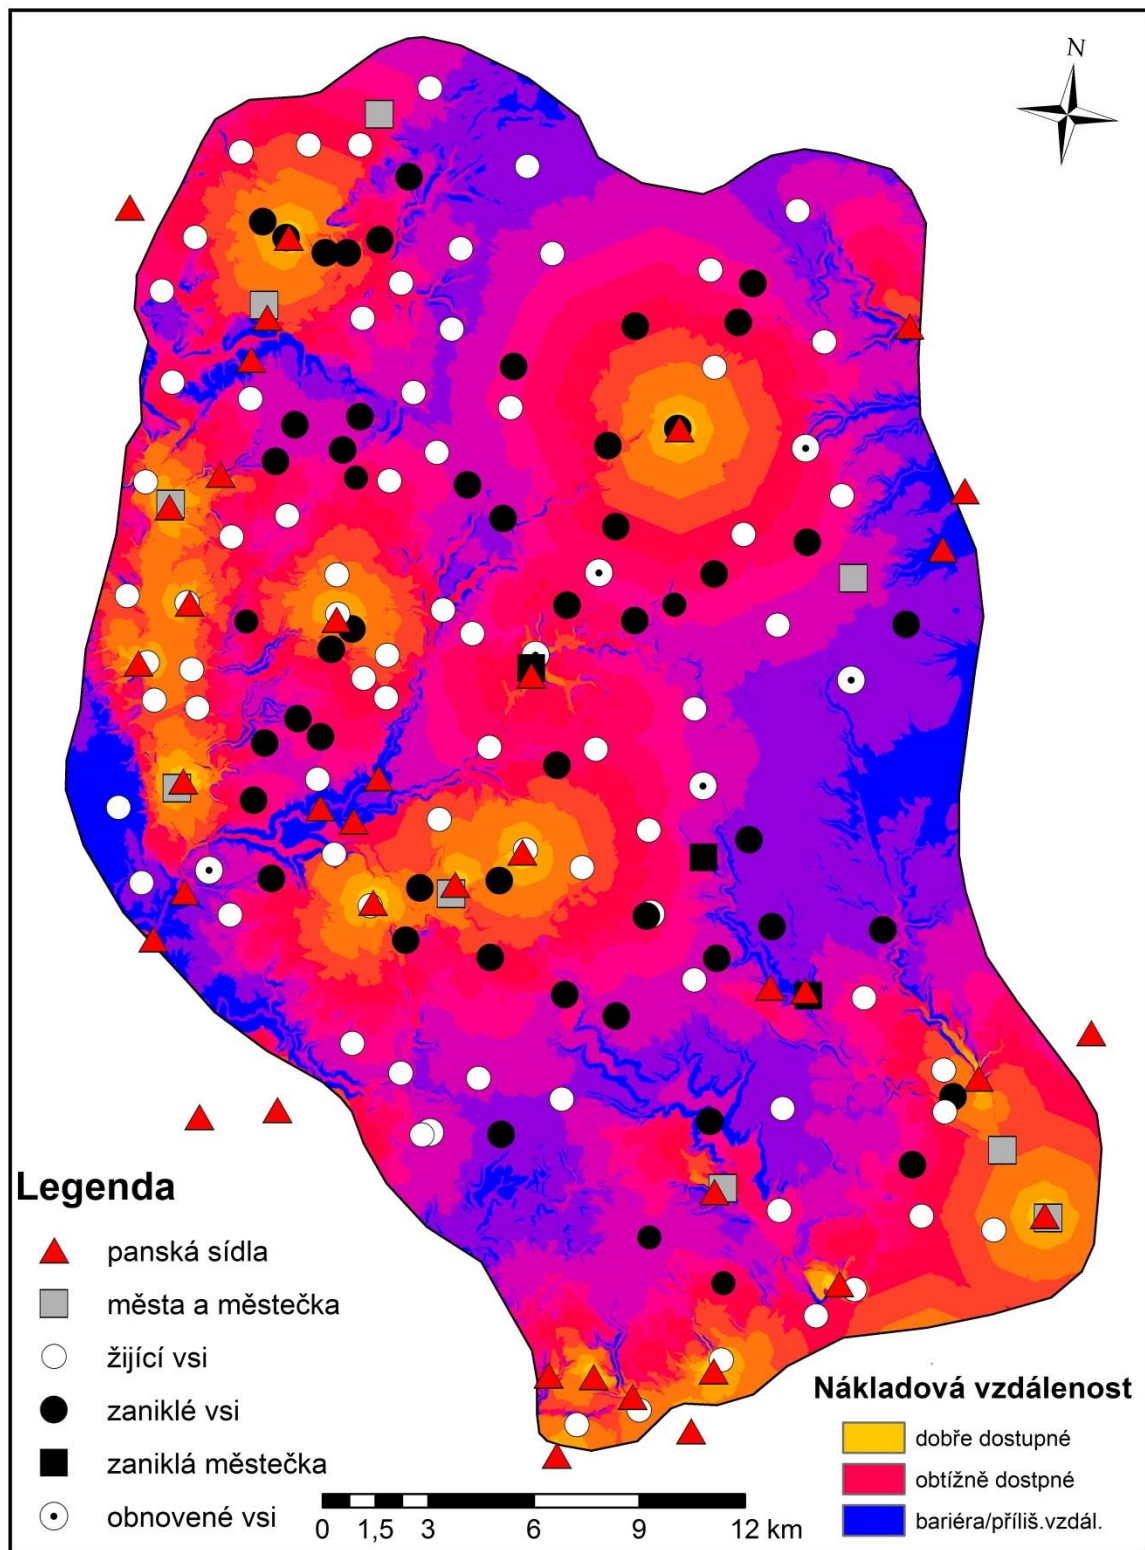 N
Legenda
panská sídla
města a městečka
žijící vsi
zaniklé vsi
zaniklá městečka
obnovené vsi
0 1,5 3 6 9 12 km
Nákladová vzdálenost
dobře dostupné
obtížně dostpné
bariéra/příliš.vzdál.